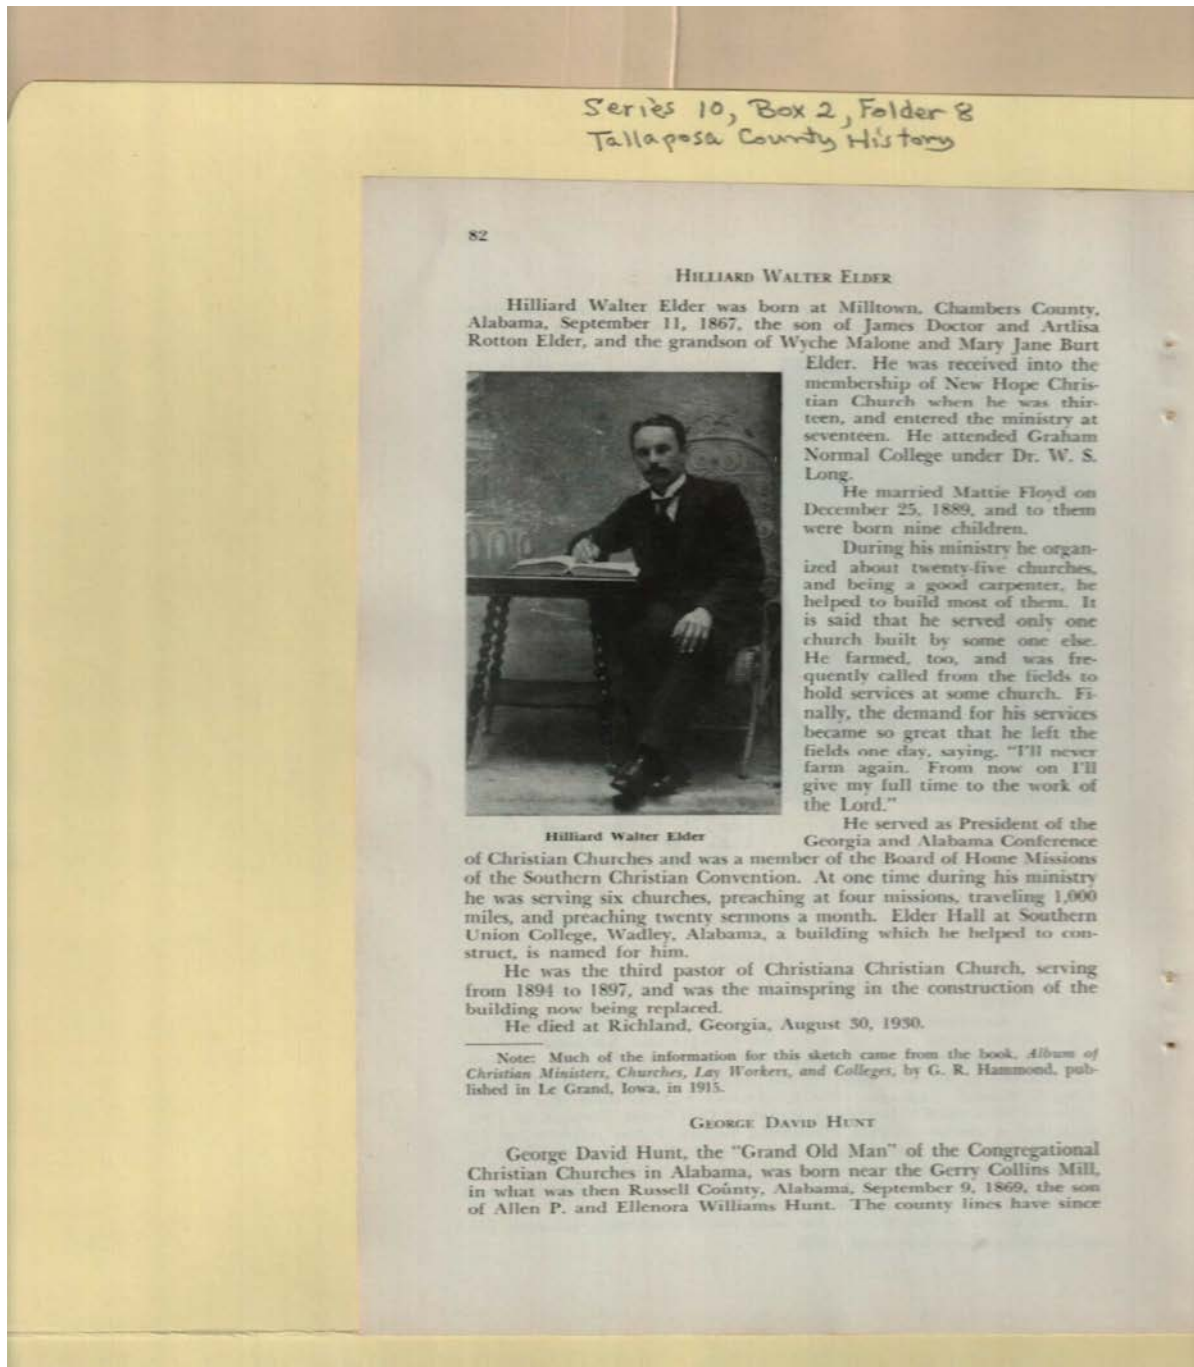 Series 10, Box 2, Folder 8
Tallaposa County History
82
HILLIARD WALTER ELDER
Hilliard Walter Elder was born at Milltown, Chambers County,
Alabama, September 11, 1867, the son of James Doctor and Artlisa
Rotton Elder, and the grandson of Wyche Malone and Mary Jane Burt
Elder. He was received into the
membership of New Hope Chris-
tian Church when he was thir-
teen, and entered the ministry at
seventeen. He attended Graham
Normal College under Dr. W. S.
Long.
He married Mattie Floyd on
December 25, 1889, and to them
were born nine children.
During his ministry he organ-
ized about twenty-five churches,
and being a good carpenter, he
helped to build most of them. It
is said that he served only one
church built by some one else.
He farmed, too, and was fre-
quently called from the fields to
hold services at some church. Fi-
nally, the demand for his services
became so great that he left the
fields one day, saying, "I'll never
farm again. From now on I'll
give my full time to the work of
the Lord."
Hilliard Walter Elder
He served as President of the
Georgia and Alabama Conference
of Christian Churches and was a member of the Board of Home Missions
of the Southern Christian Convention. At one time during his ministry
he was serving six churches, preaching at four missions, traveling 1,000
miles, and preaching twenty sermons a month. Elder Hall at Southern
Union College, Wadley, Alabama, a building which he helped to con-
struct, is named for him.
He was the third pastor of Christiana Christian Church, serving
from 1894 to 1897, and was the mainspring in the construction of the
building now being replaced.
He died at Richland, Georgia, August 30, 1930.
Note: Much of the information for this sketch came from the book, Album of
Christian Ministers, Churches, Lay Workers, and Colleges, by G. R. Hammond, pub-
lished in Le Grand, Iowa, in 1915.
GEORGE DAVID HUNT
George David Hunt, the "Grand Old Man" of the Congregational
Christian Churches in Alabama, was born near the Gerry Collins Mill,
in what was then Russell County, Alabama, September 9, 1869, the son
of Allen P. and Ellenora Williams Hunt. The county lines have since